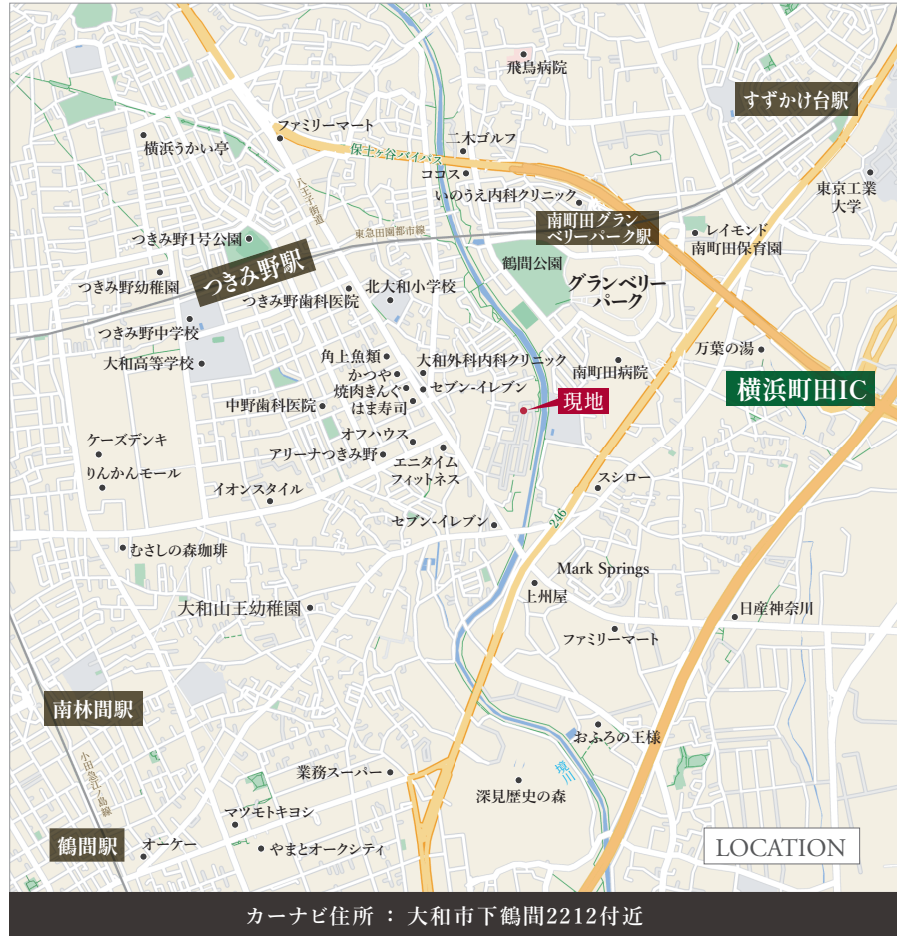 飛鳥病院
すずかけ台駅
ファミリーマート
二木ゴルフ
横浜うかい亭
保土ヶ谷バイパス
ココス
いのうえ内科クリニック
東京工業
大学
八王子街道
南町田グラン
ベリーパーク駅
東急田園都市線
レイモンド
南町田保育園
つきみ野1号公園
鶴間公園
つきみ野駅
グランベリー
パーク
つきみ野幼稚園
つきみ野歯科医院
北大和小学校
つきみ野中学校
万葉の湯
大和高等学校
角上魚類
大和外科内科クリニック
南町田病院
かつや
焼肉きんぐ
セブン-イレブン
横浜町田IC
はま寿司
中野歯科医院
現地
オフハウス
ケーズデンキ
アリーナつきみ野
エニタイム
フィットネス
りんかんモール
イオンスタイル
スシロー
246
セブン-イレブン
むさしの森珈琲
Mark Springs
上州屋
大和山王幼稚園
日産神奈川
ファミリーマート
南林間駅
おふろの王様
小田急江ノ島線
境川
業務スーパー
深見歴史の森
マツモトキヨシ
鶴間駅
オーケー
やまとオークシティ
LOCATION
カーナビ住所 : 大和市下鶴間2212付近